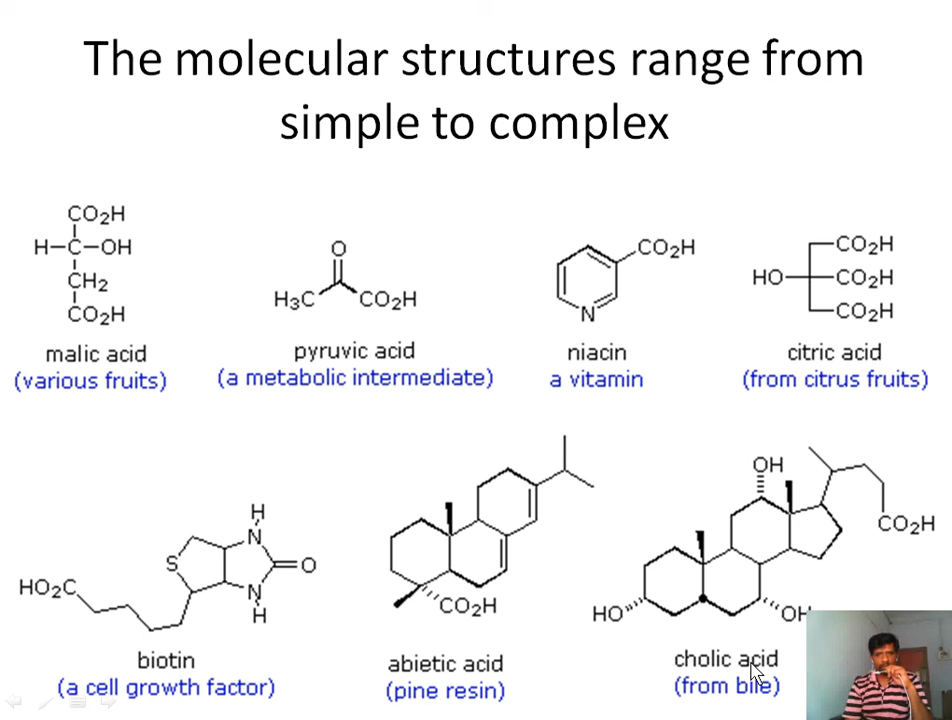 The molecular structures range from
simple to complex
CO2H
H-C-OH
CH2
CO2H
malic acid
(various fruits)
O
H3C CO2H
pyruvic acid
(a metabolic intermediate)
CO2H
N
niacin
a vitamin
CO2H
HO CO2H
CO2H
citric acid
(from citrus fruits)
HO2C
S
H
N
O
N
H
biotin
(a cell growth factor)
CO2H
abietic acid
(pine resin)
OH
CO2H
HO
OH
cholic acid
(from bile)